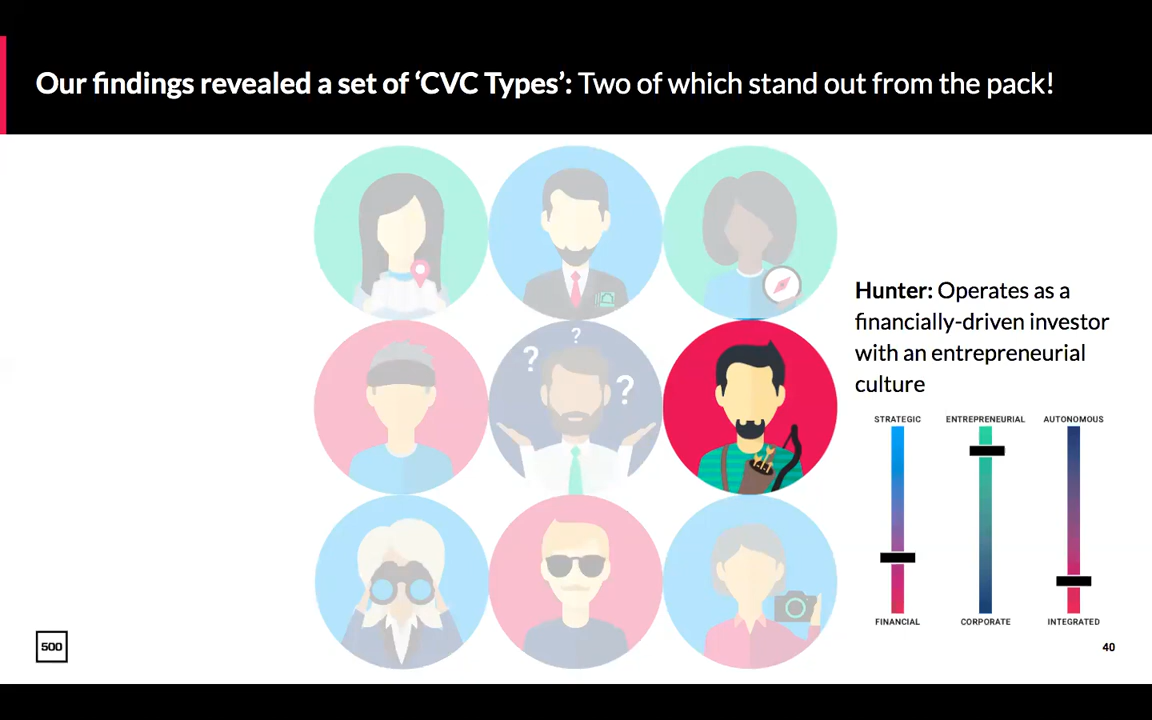 Our findings revealed a set of ‘CVC Types’: Two of which stand out from the pack!
?
?
?
Hunter: Operates as a
financially-driven investor
with an entrepreneurial
culture
STRATEGIC ENTREPRENEURIAL AUTONOMOUS
FINANCIAL CORPORATE INTEGRATED
500
40